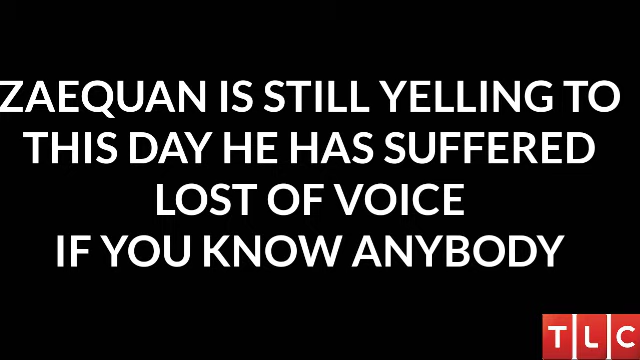 ZAEQUAN IS STILL YELLING TO
THIS DAY HE HAS SUFFERED
LOST OF VOICE
IF YOU KNOW ANYBODY
TLC